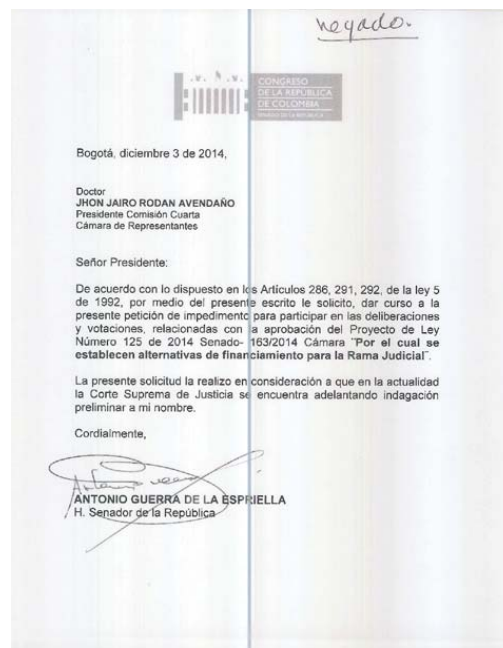 negado.
CONGRESO
DE LA REPÚBLICA
DE COLOMBIA
Bogotá, diciembre 3 de 2014,
Doctor
JHON JAIRO RODAN AVENDAÑO
Presidente Comisión Cuarta
Cámara de Representantes
Señor Presidente:
De acuerdo con lo dispuesto en los Artículos 286, 291, 292, de la ley 5
de 1992, por medio del presente escrito le solicito, dar curso a la
presente petición de impedimento para participar en las deliberaciones
y votaciones, relacionadas con la aprobación del Proyecto de Ley
Número 125 de 2014 Senado- 163/2014 Cámara "Por el cual se
establecen alternativas de financiamiento para la Rama Judicial".
La presente solicitud la realizo en consideración a que en la actualidad
la Corte Suprema de Justicia se encuentra adelantando indagación
preliminar a mi nombre.
Cordialmente,
ANTONIO GUERRA DE LA ESPRIELLA
H. Senador de la República